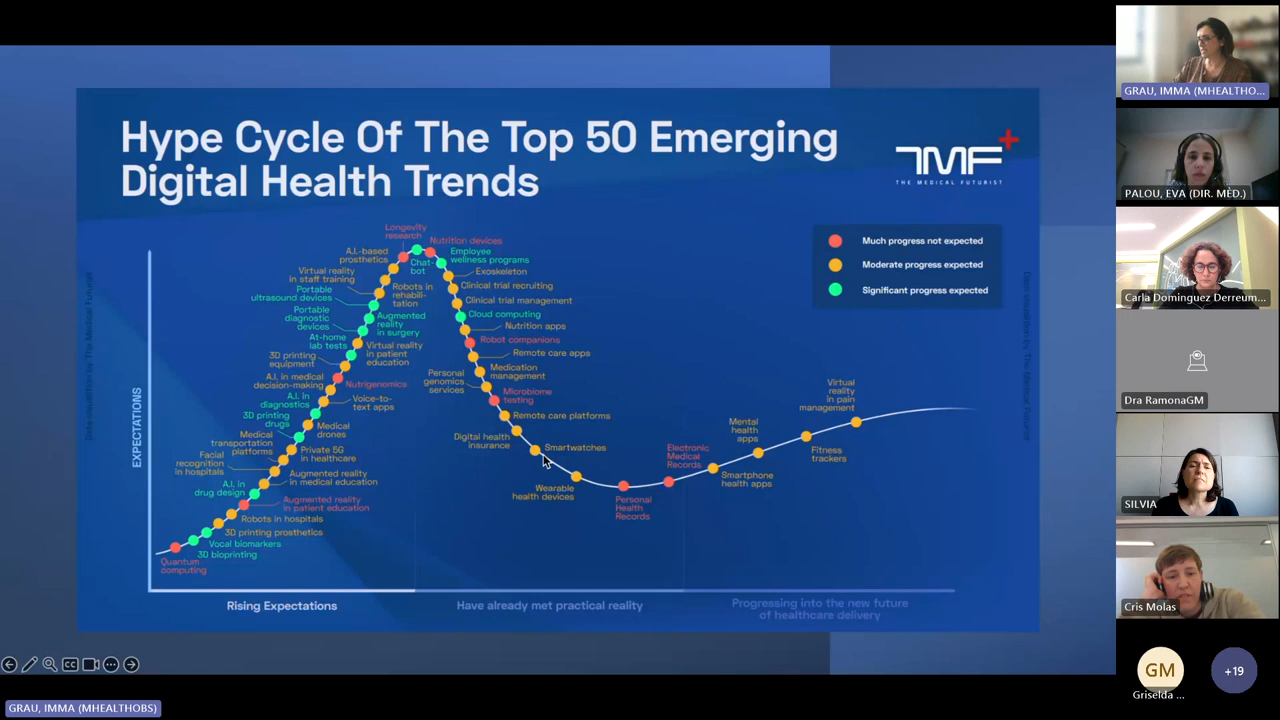 Hype Cycle Of The Top 50 Emerging
Digital Health Trends
TMF
THE MEDICAL FUTURIST
Much progress not expected
Moderate progress expected
Significant progress expected
EXPECTATIONS
Longevity
research
Nutrition devices
A.I.-based
prosthetics
Chat-
bot
Employee
wellness programs
Virtual reality
in staff training
Exoskeleton
Robots in
rehabili-
tation
Clinical trial recruiting
Portable
ultrasound devices
Clinical trial management
Portable
diagnostic
devices
Augmented
reality
in surgery
Cloud computing
Nutrition apps
At-home
lab tests
Virtual reality
in patient
education
Robot companions
3D printing
equipment
Remote care apps
A.I. in medical
decision-making
Nutrigenomics
Personal
genomics
services
Medication
management
A.I. in
diagnostics
Voice-to-
text apps
Microbiome
testing
3D printing
drugs
Medical
drones
Remote care platforms
Medical
transportation
platforms
Private 5G
in healthcare
Digital health
insurance
Smartwatches
Facial
recognition
in hospitals
Augmented reality
in medical education
Wearable
health devices
A.I. in
drug design
Augmented reality
in patient education
Personal
Health
Records
Electronic
Medical
Records
Robots in hospitals
3D printing prosthetics
Smartphone
health apps
Mental
health
apps
Vocal biomarkers
3D bioprinting
Fitness
trackers
Virtual
reality
in pain
management
Quantum
computing
Rising Expectations
Have already met practical reality
Progressing into the new future
of healthcare delivery
GRAU, IMMA (MHEALTHOBS)
GRAU, IMMA (MHEALTHO...
PALOU, EVA (DIR. MÈD.)
Carla Dominguez Derreum...
Dra RamonaGM
SILVIA
Cris Molas
GM
Griselda ...
+19